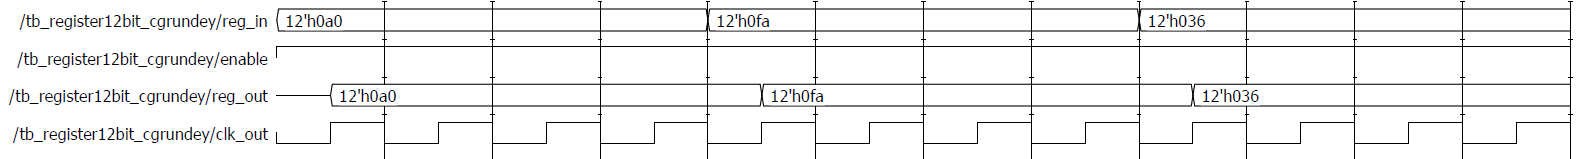 /tb_register12bit_cgrundey/reg_in 12'h0a0 12'h0fa 12'h036
/tb_register12bit_cgrundey/enable
/tb_register12bit_cgrundey/reg_out 12'h0a0 12'h0fa 12'h036
/tb_register12bit_cgrundey/clk_out